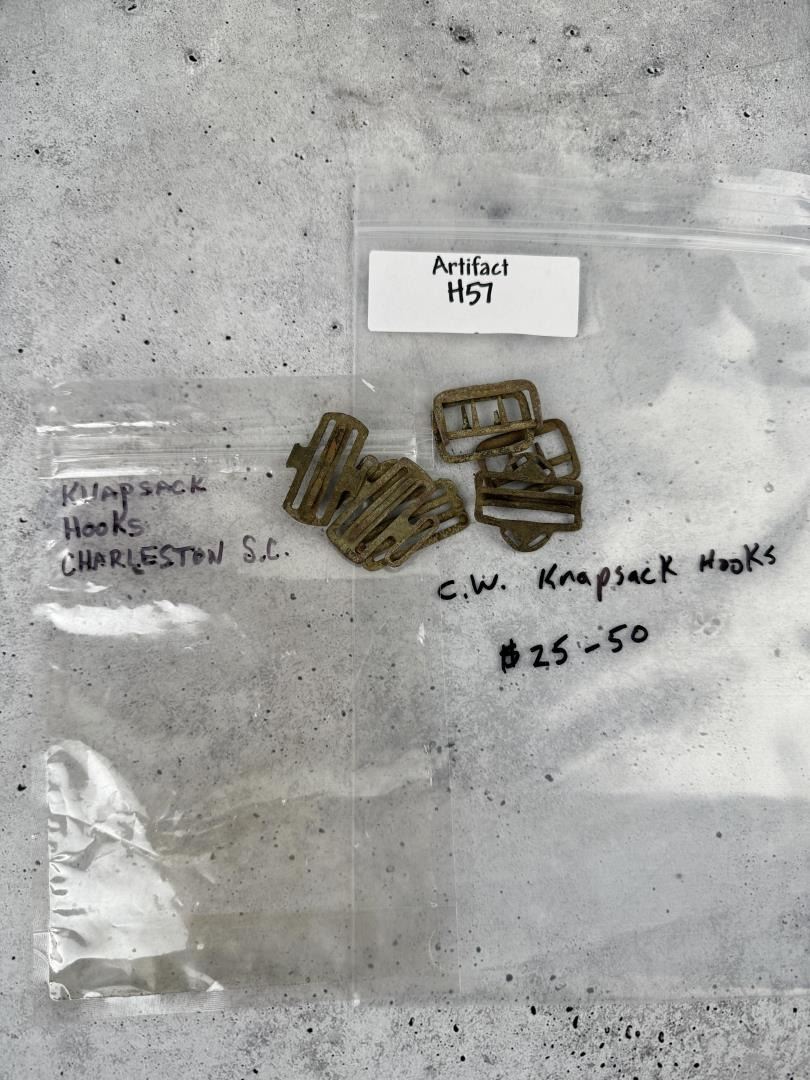 Artifact
H57
KNAPSACK
HOOKS
CHARLESTON S.C.
C.W. Knapsack Hooks
$25-50